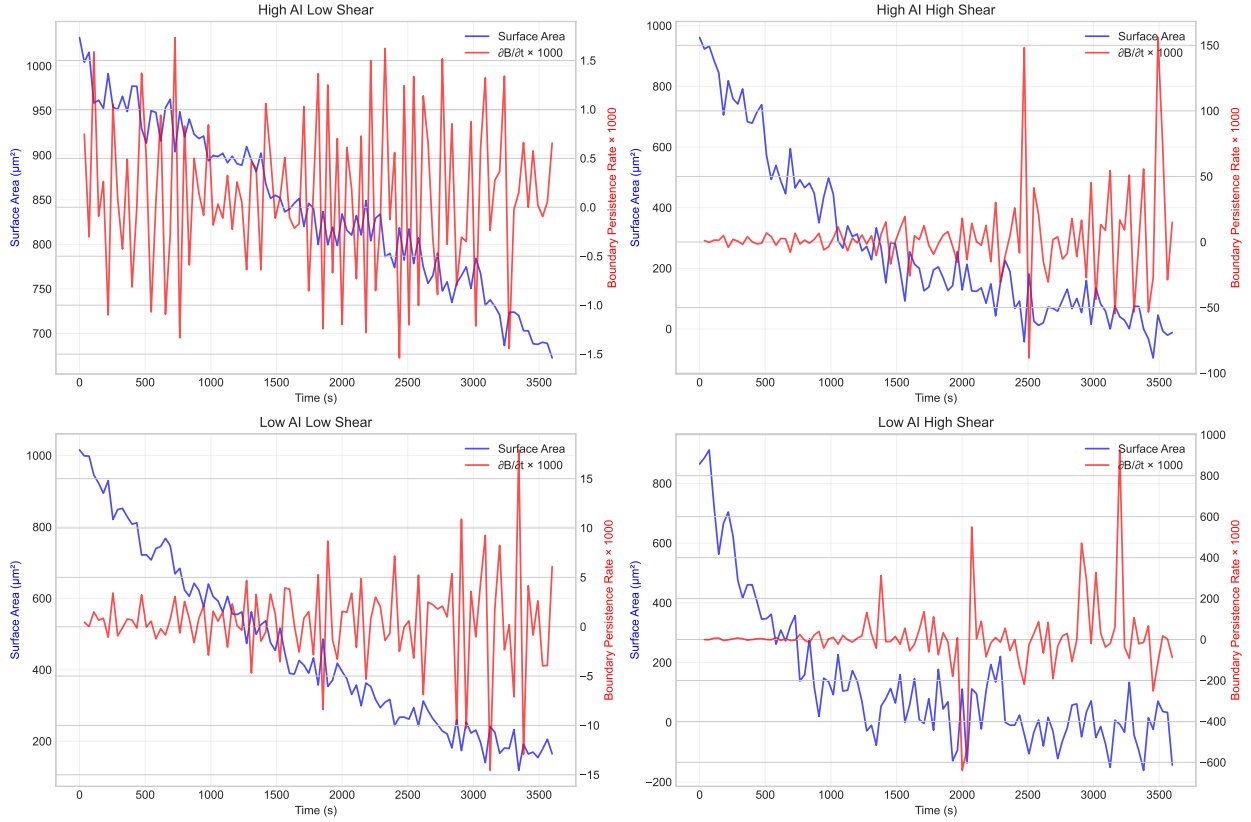 High AI Low Shear
Surface Area
∂B/∂t × 1000
Surface Area (μm²)
1000
950
900
850
800
750
700
1.5
1.0
0.5
0.0
−0.5
−1.0
−1.5
Boundary Persistence Rate × 1000
0 500 1000 1500 2000 2500 3000 3500
Time (s)
High AI High Shear
Surface Area
∂B/∂t × 1000
Surface Area (μm²)
1000
800
600
400
200
0
150
100
50
0
−50
−100
Boundary Persistence Rate × 1000
0 500 1000 1500 2000 2500 3000 3500
Time (s)
Low AI Low Shear
Surface Area
∂B/∂t × 1000
Surface Area (μm²)
1000
800
600
400
200
15
10
5
0
−5
−10
−15
Boundary Persistence Rate × 1000
0 500 1000 1500 2000 2500 3000 3500
Time (s)
Low AI High Shear
Surface Area
∂B/∂t × 1000
Surface Area (μm²)
800
600
400
200
0
−200
1000
800
600
400
200
0
−200
−400
−600
Boundary Persistence Rate × 1000
0 500 1000 1500 2000 2500 3000 3500
Time (s)